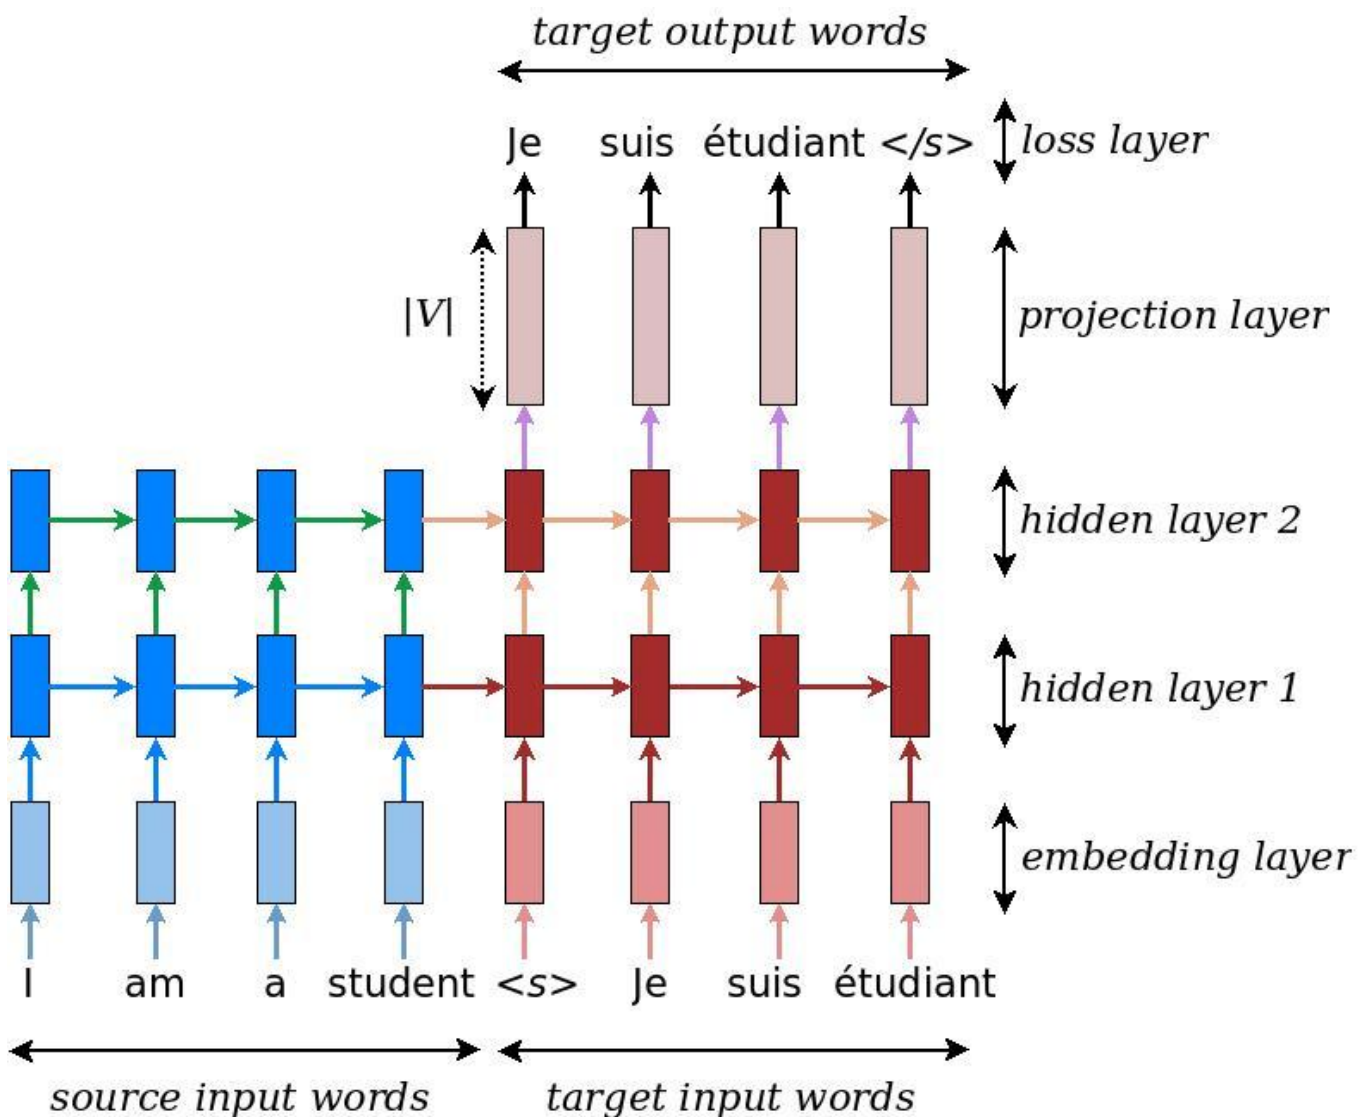 target output words
Je suis étudiant </s>
loss layer
|V|
projection layer
hidden layer 2
hidden layer 1
embedding layer
I am a student <s> Je suis étudiant
source input words
target input words